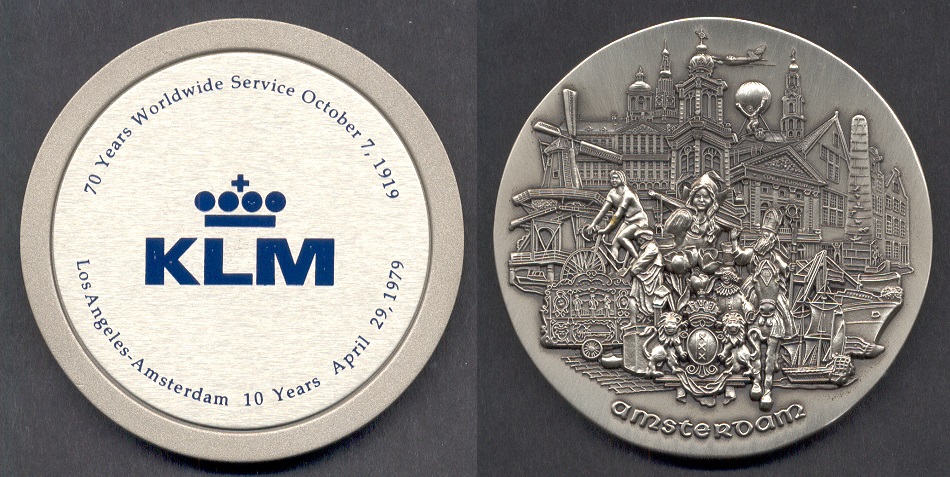 70 Years Worldwide Service October 7, 1919
KLM
Los Angeles-Amsterdam 10 Years April 29, 1979
amsterdam